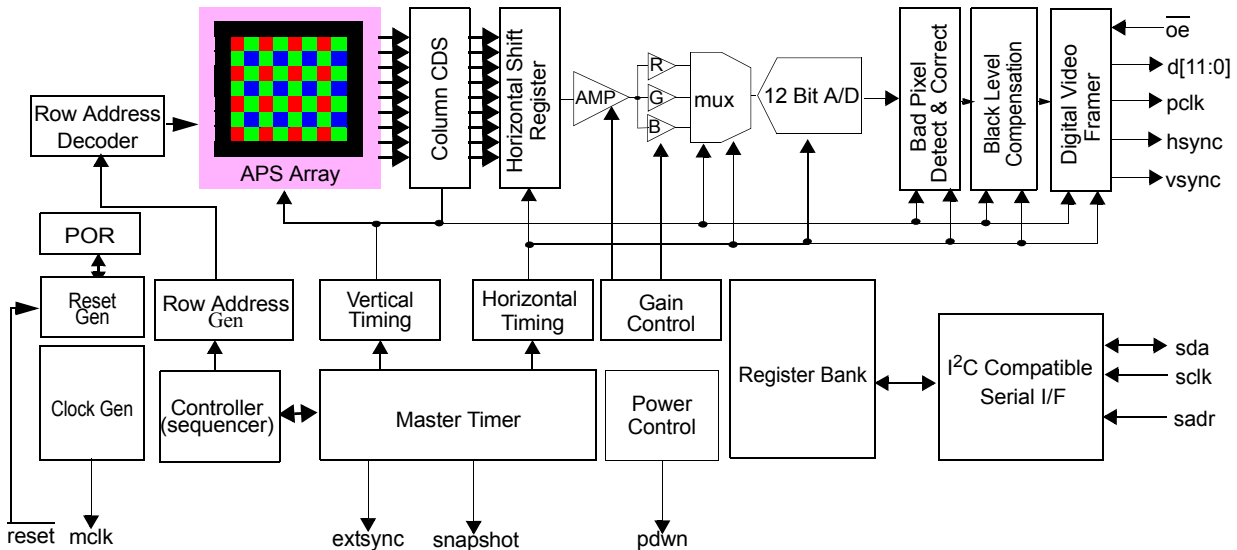 Row Address
Decoder
APS Array
Column CDS
Horizontal Shift
Register
AMP
R
G
B
mux
12 Bit A/D
Bad Pixel
Detect & Correct
Black Level
Compensation
Digital Video
Framer
oe
d[11:0]
pclk
hsync
vsync
POR
Reset
Gen
Row Address
Gen
Vertical
Timing
Horizontal
Timing
Gain
Control
Register Bank
I²C Compatible
Serial I/F
sda
sclk
sadr
Clock Gen
Controller
(sequencer)
Master Timer
Power
Control
reset
mclk
extsync
snapshot
pdwn